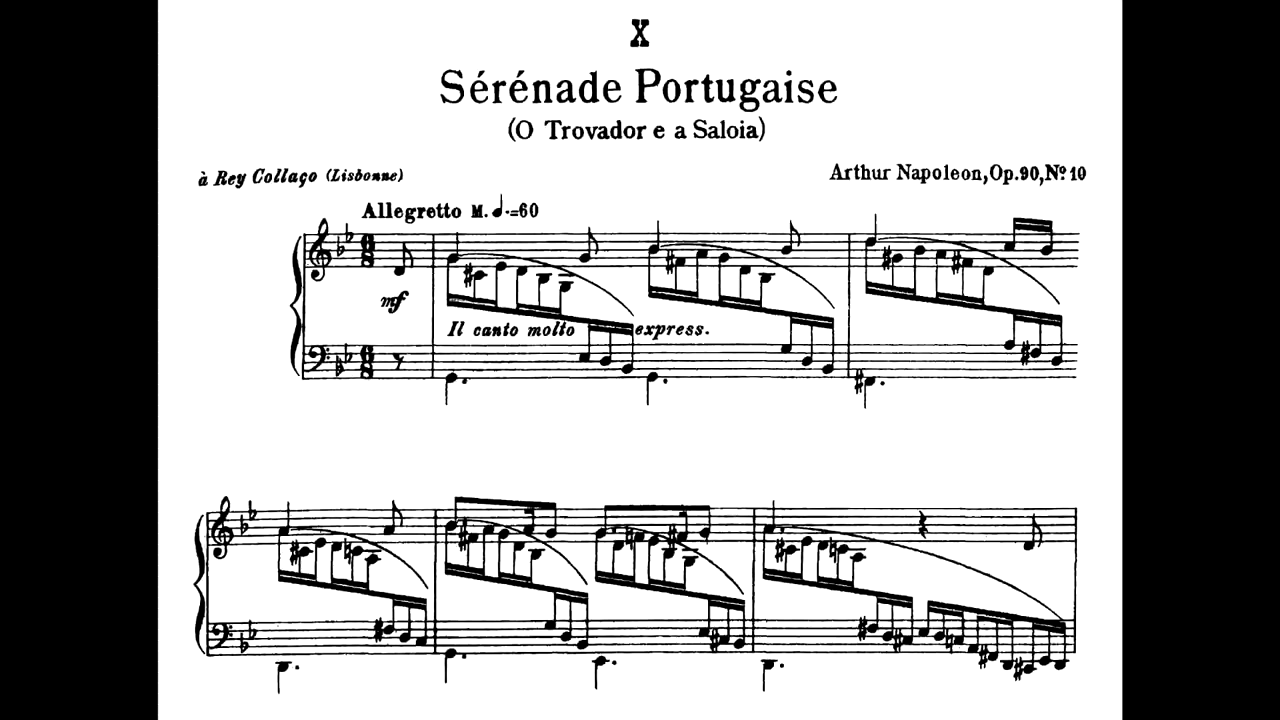 X
Sérénade Portugaise
(O Trovador e a Saloia)
à Rey Collaço (Lisbonne)
Arthur Napoleon, Op. 90, Nº 10
Allegretto M. 𝅗𝅥.=60
mf
Il canto molto express.